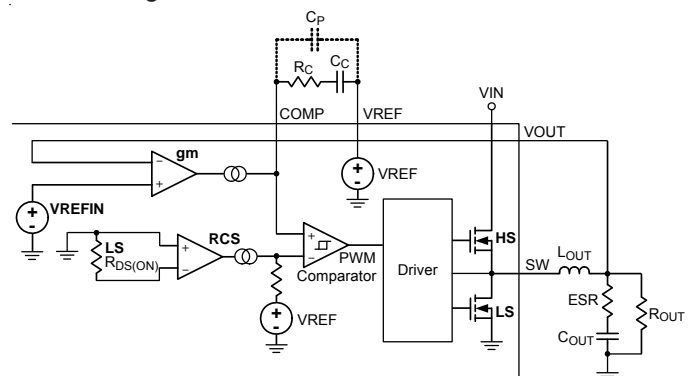 CP
RC
CC
VIN
COMP
VREF
VOUT
gm
VREF
VREFIN
LS
RDS(ON)
RCS
PWM
Comparator
Driver
HS
SW
LOUT
LS
ESR
ROUT
COUT
VREF